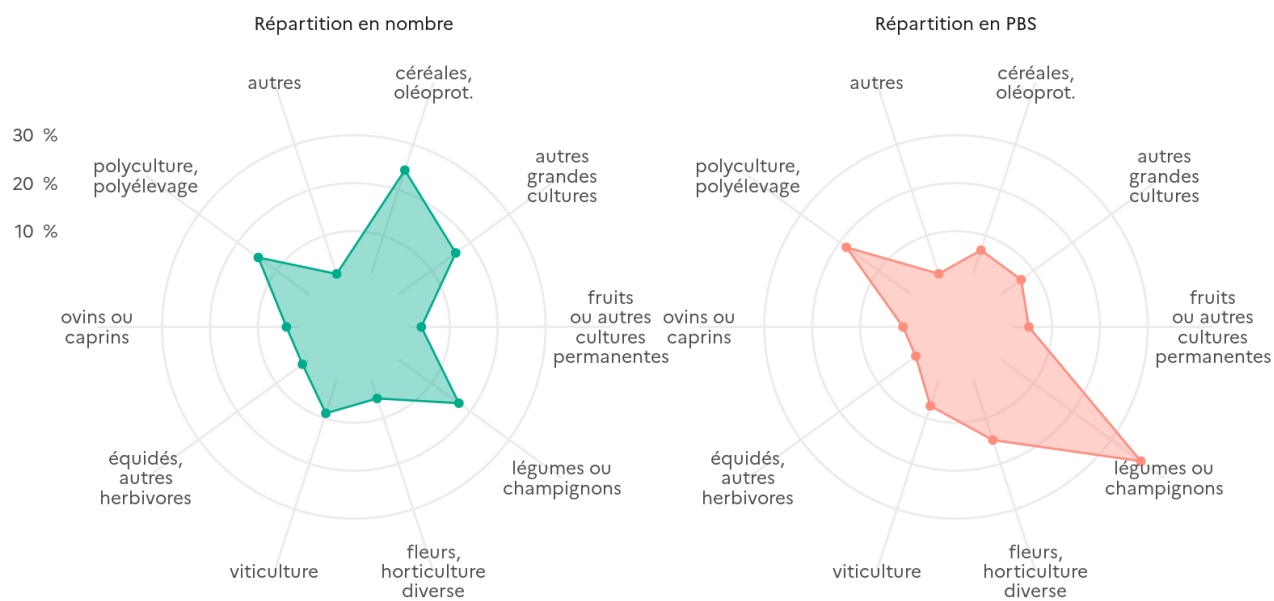 Répartition en nombre
autres
céréales,
oléoprot.
30 %
20 %
10 %
polyculture,
polyélevage
autres
grandes
cultures
ovins ou
caprins
fruits
ou autres
cultures
permanentes
équidés,
autres
herbivores
légumes ou
champignons
viticulture
fleurs,
horticulture
diverse
Répartition en PBS
autres
céréales,
oléoprot.
polyculture,
polyélevage
autres
grandes
cultures
ovins ou
caprins
fruits
ou autres
cultures
permanentes
équidés,
autres
herbivores
légumes ou
champignons
viticulture
fleurs,
horticulture
diverse